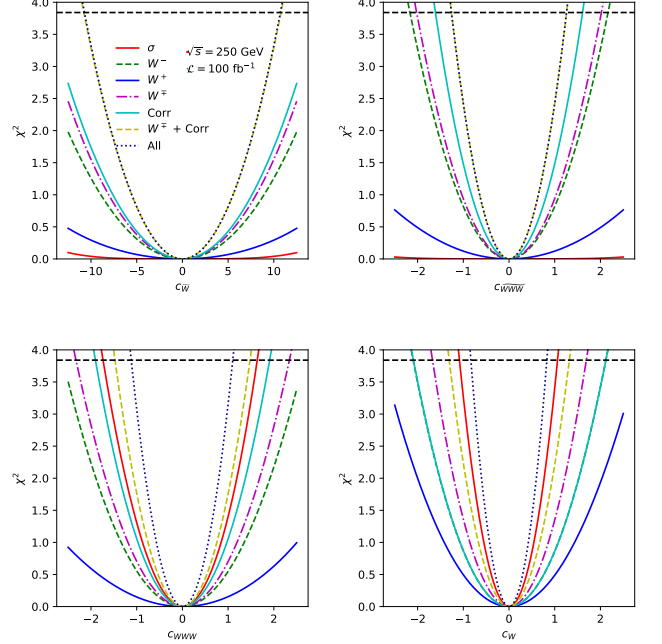 4.0
3.5
3.0
2.5
2.0
1.5
1.0
0.5
0.0
χ²
σ
W⁻
W⁺
W∓
Corr
W∓ + Corr
All
√s = 250 GeV
ℒ = 100 fb⁻¹
−10 −5 0 5 10
c_W̃
4.0
3.5
3.0
2.5
2.0
1.5
1.0
0.5
0.0
χ²
−2 −1 0 1 2
c_W̃W̃W̃
4.0
3.5
3.0
2.5
2.0
1.5
1.0
0.5
0.0
χ²
−2 −1 0 1 2
c_WWW
4.0
3.5
3.0
2.5
2.0
1.5
1.0
0.5
0.0
χ²
−2 −1 0 1 2
c_W